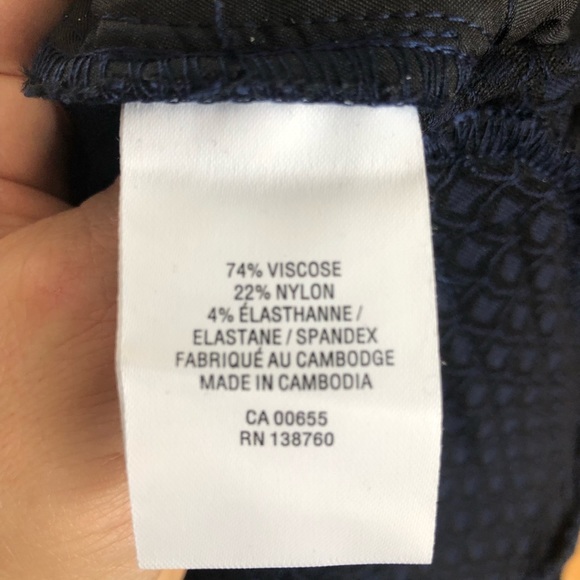 74% VISCOSE
22% NYLON
4% ÉLASTHANNE /
ELASTANE / SPANDEX
FABRIQUÉ AU CAMBODGE
MADE IN CAMBODIA
CA 00655
RN 138760